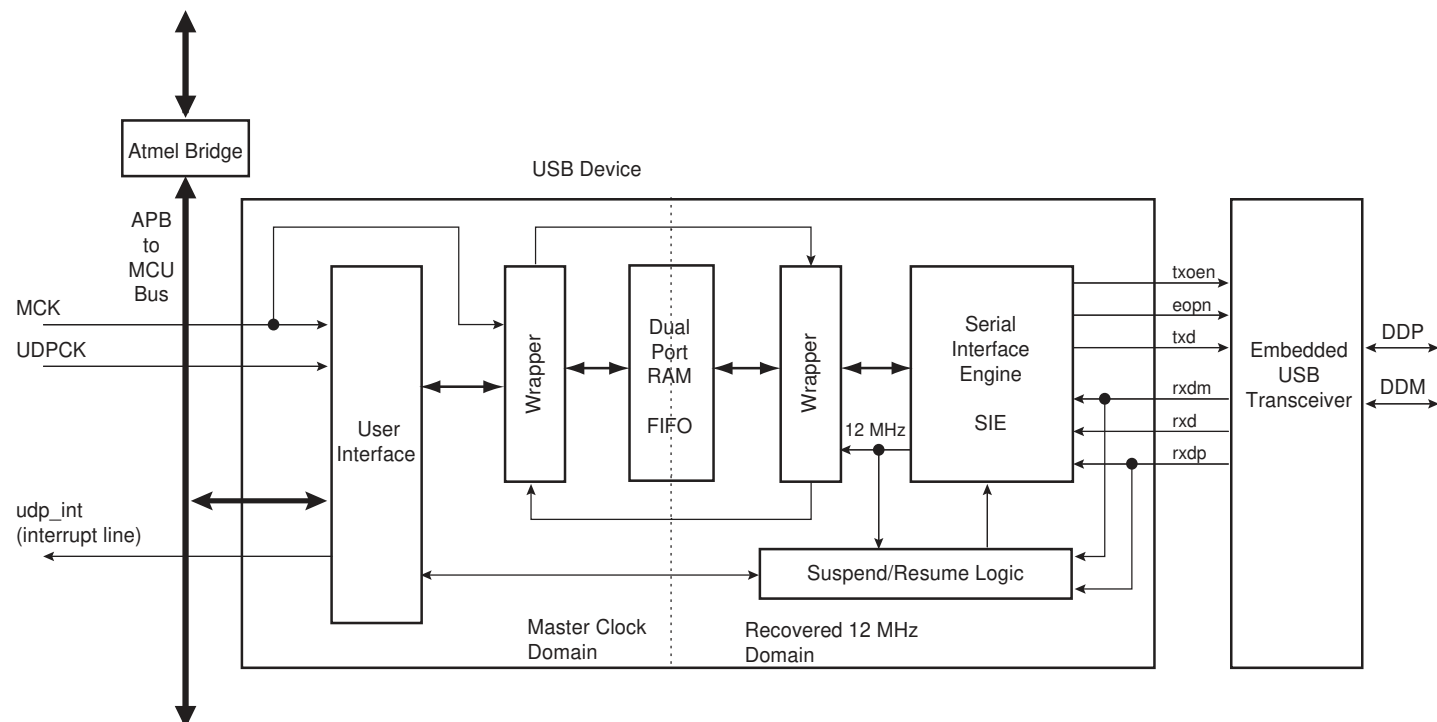 Atmel Bridge
USB Device
APB
to
MCU
Bus
MCK
UDPCK
udp_int
(interrupt line)
User
Interface
Wrapper
Dual
Port
RAM
FIFO
Wrapper
12 MHz
Serial
Interface
Engine
SIE
Suspend/Resume Logic
Master Clock
Domain
Recovered 12 MHz
Domain
txoen
eopn
txd
rxdm
rxd
rxdp
Embedded
USB
Transceiver
DDP
DDM